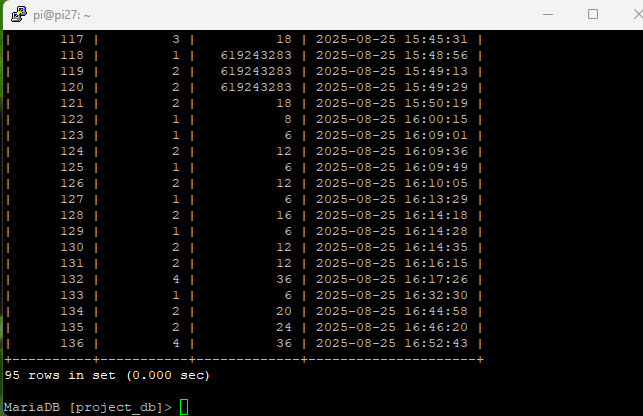 pi@pi27: ~
| 117 | 3 | 18 | 2025-08-25 15:45:31 |
| 118 | 1 | 619243283 | 2025-08-25 15:48:56 |
| 119 | 2 | 619243283 | 2025-08-25 15:49:13 |
| 120 | 2 | 619243283 | 2025-08-25 15:49:29 |
| 121 | 2 | 18 | 2025-08-25 15:50:19 |
| 122 | 1 | 8 | 2025-08-25 16:00:15 |
| 123 | 1 | 6 | 2025-08-25 16:09:01 |
| 124 | 2 | 12 | 2025-08-25 16:09:36 |
| 125 | 1 | 6 | 2025-08-25 16:09:49 |
| 126 | 2 | 12 | 2025-08-25 16:10:05 |
| 127 | 1 | 6 | 2025-08-25 16:13:29 |
| 128 | 2 | 16 | 2025-08-25 16:14:18 |
| 129 | 1 | 6 | 2025-08-25 16:14:28 |
| 130 | 2 | 12 | 2025-08-25 16:14:35 |
| 131 | 2 | 12 | 2025-08-25 16:16:15 |
| 132 | 4 | 36 | 2025-08-25 16:17:26 |
| 133 | 1 | 6 | 2025-08-25 16:32:30 |
| 134 | 2 | 20 | 2025-08-25 16:44:58 |
| 135 | 2 | 24 | 2025-08-25 16:46:20 |
| 136 | 4 | 36 | 2025-08-25 16:52:43 |
+----------+-----------+-------------+---------------------+
95 rows in set (0.000 sec)
MariaDB [project_db]>